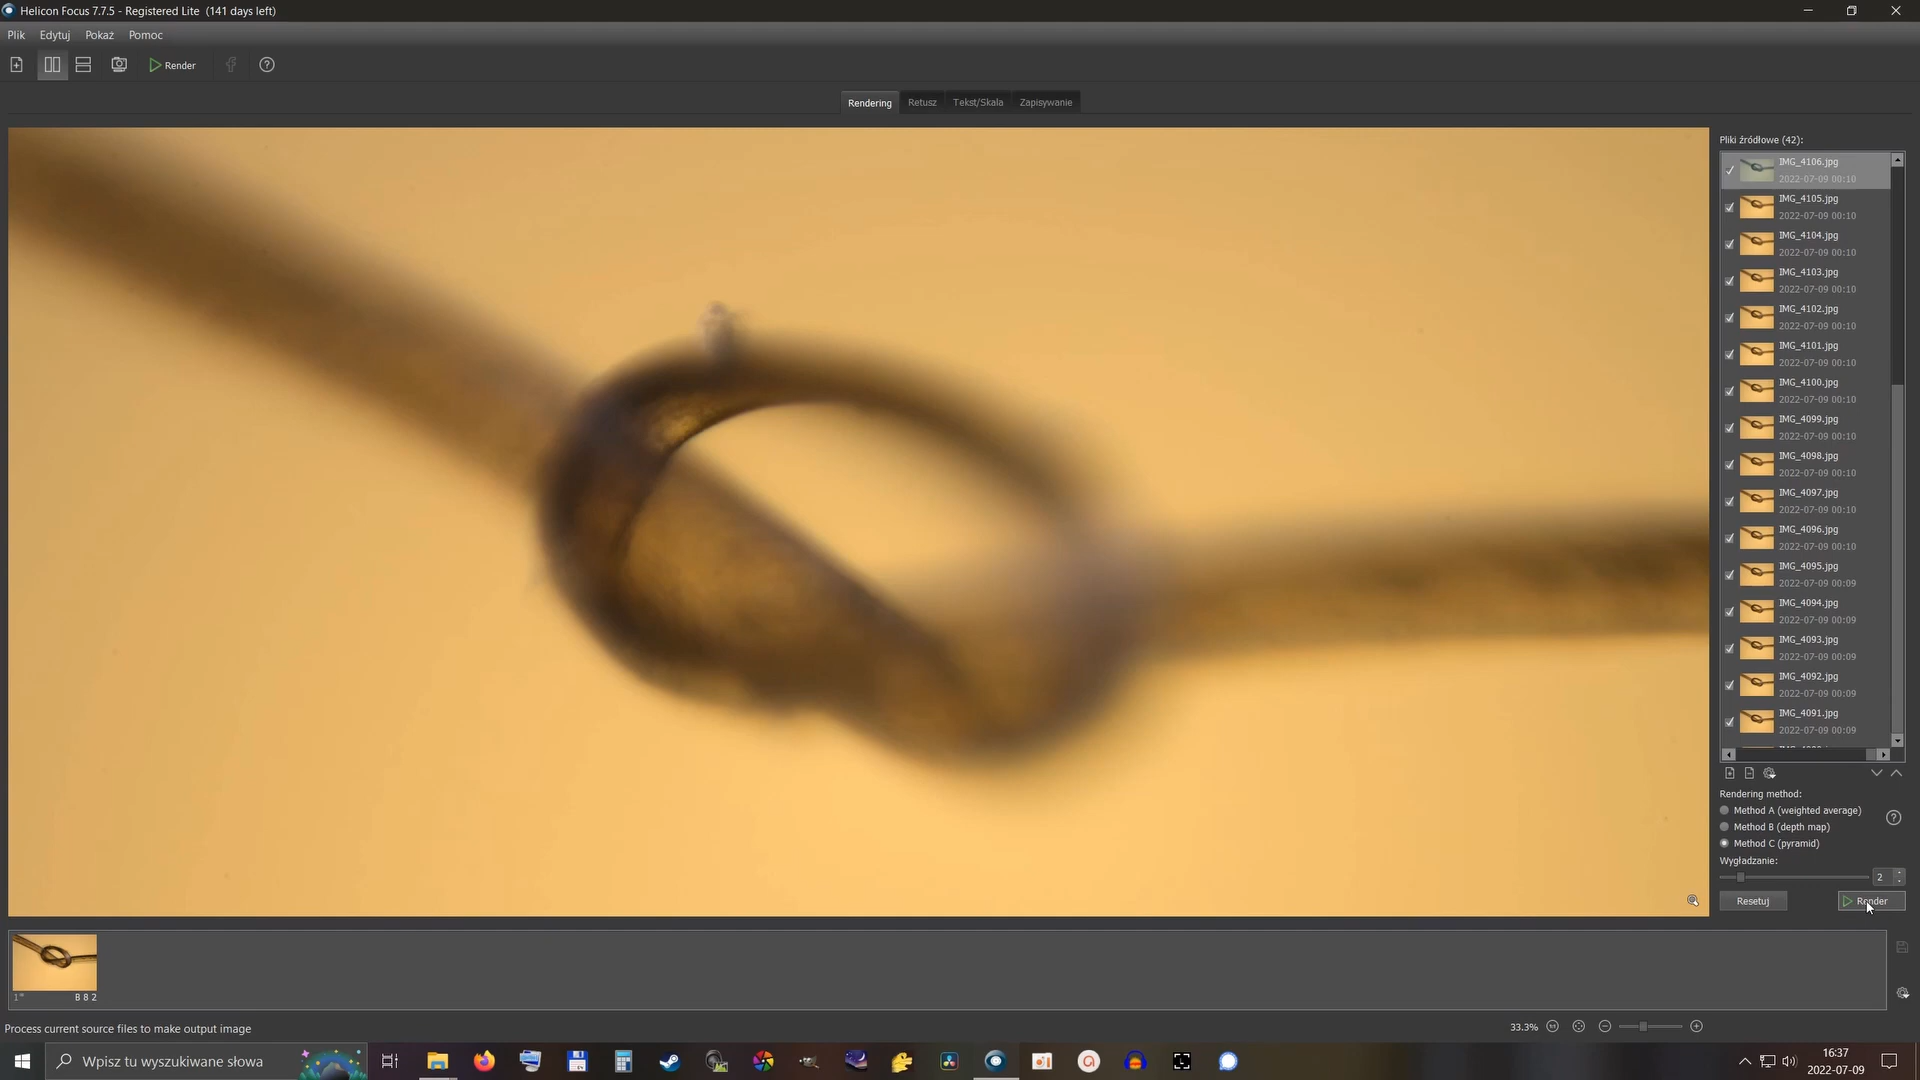 Helicon Focus 7.7.5 - Registered Lite  (141 days left)
Plik Edytuj Pokaż Pomoc
Render
Rendering Retusz Tekst/Skala Zapisywanie
Pliki źródłowe (42):
IMG_4106.jpg
2022-07-09 00:10
IMG_4105.jpg
2022-07-09 00:10
IMG_4104.jpg
2022-07-09 00:10
IMG_4103.jpg
2022-07-09 00:10
IMG_4102.jpg
2022-07-09 00:10
IMG_4101.jpg
2022-07-09 00:10
IMG_4100.jpg
2022-07-09 00:10
IMG_4099.jpg
2022-07-09 00:10
IMG_4098.jpg
2022-07-09 00:10
IMG_4097.jpg
2022-07-09 00:10
IMG_4096.jpg
2022-07-09 00:10
IMG_4095.jpg
2022-07-09 00:09
IMG_4094.jpg
2022-07-09 00:09
IMG_4093.jpg
2022-07-09 00:09
IMG_4092.jpg
2022-07-09 00:09
IMG_4091.jpg
2022-07-09 00:09
Rendering method:
Method A (weighted average)
Method B (depth map)
Method C (pyramid)
Wygładzanie:
2
Resetuj Render
1* B 8 2
Process current source files to make output image
33.3%
Wpisz tu wyszukiwane słowa
16:37
2022-07-09